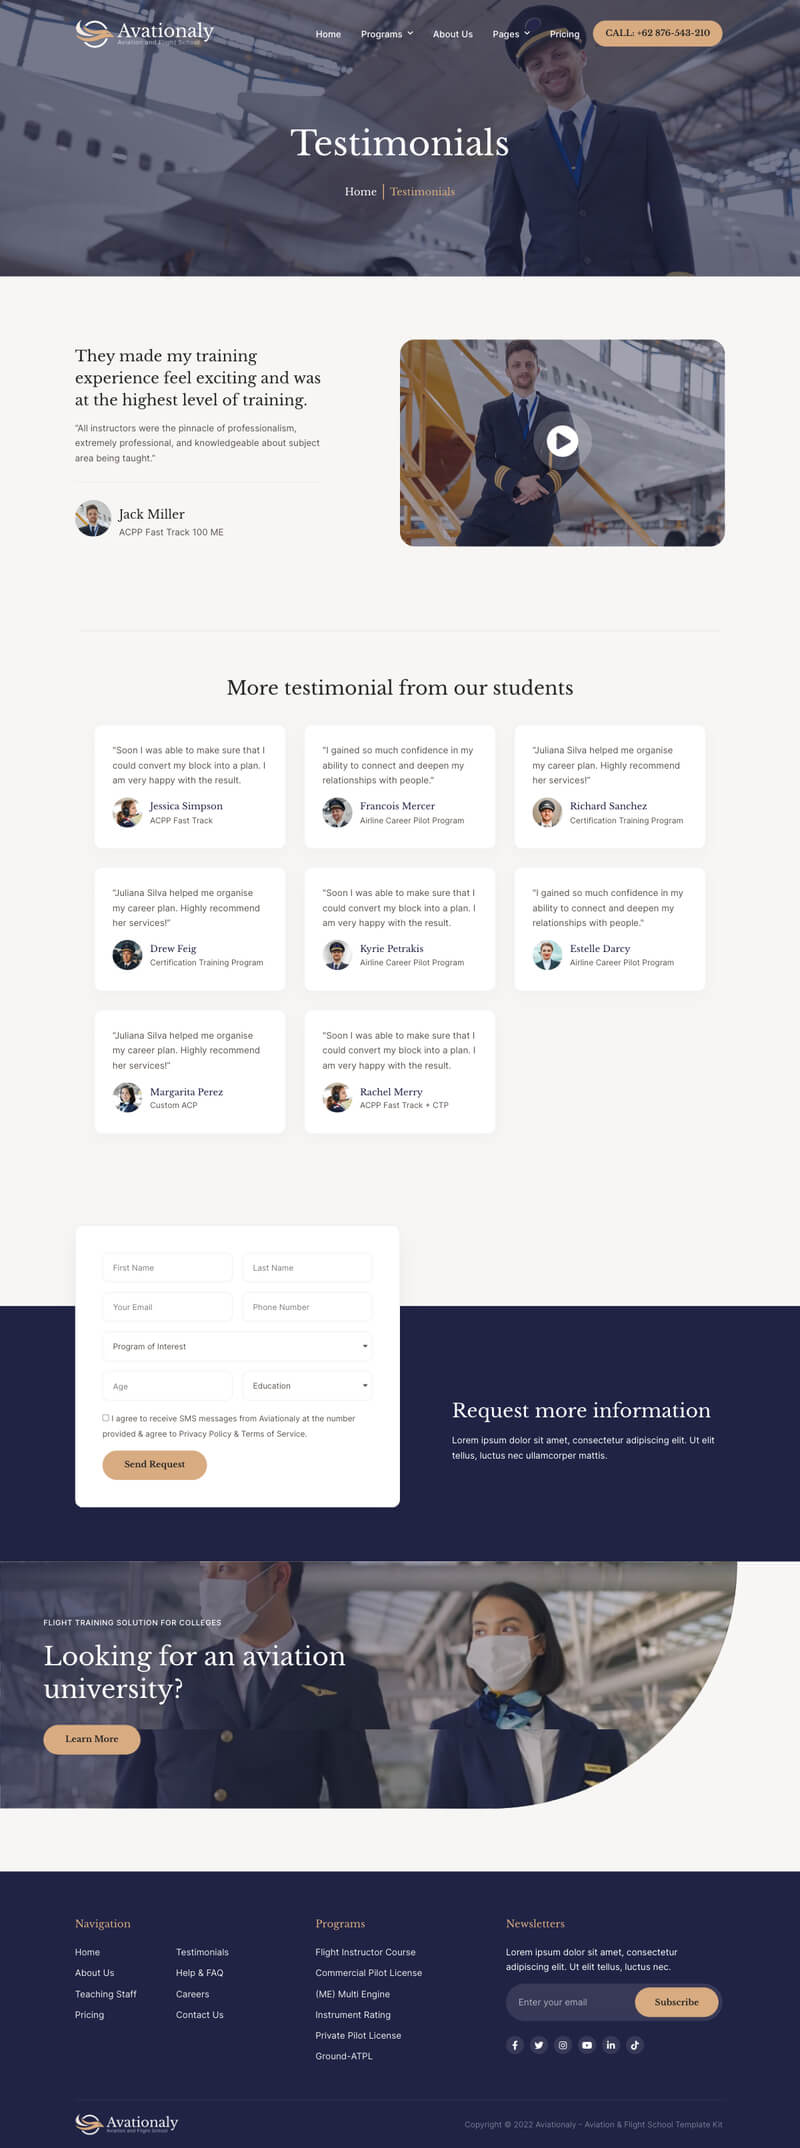 Avationaly
Aviation and Flight School
Home
Programs
About Us
Pages
Pricing
CALL: +62 876-543-210
Testimonials
Home
Testimonials
They made my training
experience feel exciting and was
at the highest level of training.
“All instructors were the pinnacle of professionalism,
extremely professional, and knowledgeable about subject
area being taught.”
Jack Miller
ACPP Fast Track 100 ME
More testimonial from our students
“Soon I was able to make sure that I
could convert my block into a plan. I
am very happy with the result.
Jessica Simpson
ACPP Fast Track
“I gained so much confidence in my
ability to connect and deepen my
relationships with people.”
Francois Mercer
Airline Career Pilot Program
“Juliana Silva helped me organise
my career plan. Highly recommend
her services!”
Richard Sanchez
Certification Training Program
“Juliana Silva helped me organise
my career plan. Highly recommend
her services!”
Drew Feig
Certification Training Program
“Soon I was able to make sure that I
could convert my block into a plan. I
am very happy with the result.
Kyrie Petrakis
Airline Career Pilot Program
“I gained so much confidence in my
ability to connect and deepen my
relationships with people.”
Estelle Darcy
Airline Career Pilot Program
“Juliana Silva helped me organise
my career plan. Highly recommend
her services!”
Margarita Perez
Custom ACP
“Soon I was able to make sure that I
could convert my block into a plan. I
am very happy with the result.
Rachel Merry
ACPP Fast Track + CTP
First Name
Last Name
Your Email
Phone Number
Program of Interest
Age
Education
I agree to receive SMS messages from Aviationaly at the number
provided & agree to Privacy Policy & Terms of Service.
Send Request
Request more information
Lorem ipsum dolor sit amet, consectetur adipiscing elit. Ut elit
tellus, luctus nec ullamcorper mattis.
FLIGHT TRAINING SOLUTION FOR COLLEGES
Looking for an aviation
university?
Learn More
Navigation
Home
About Us
Teaching Staff
Pricing
Testimonials
Help & FAQ
Careers
Contact Us
Programs
Flight Instructor Course
Commercial Pilot License
(ME) Multi Engine
Instrument Rating
Private Pilot License
Ground-ATPL
Newsletters
Lorem ipsum dolor sit amet, consectetur
adipiscing elit. Ut elit tellus, luctus nec.
Enter your email
Subscribe
Avationaly
Aviation and Flight School
Copyright © 2022 Aviationaly – Aviation & Flight School Template Kit